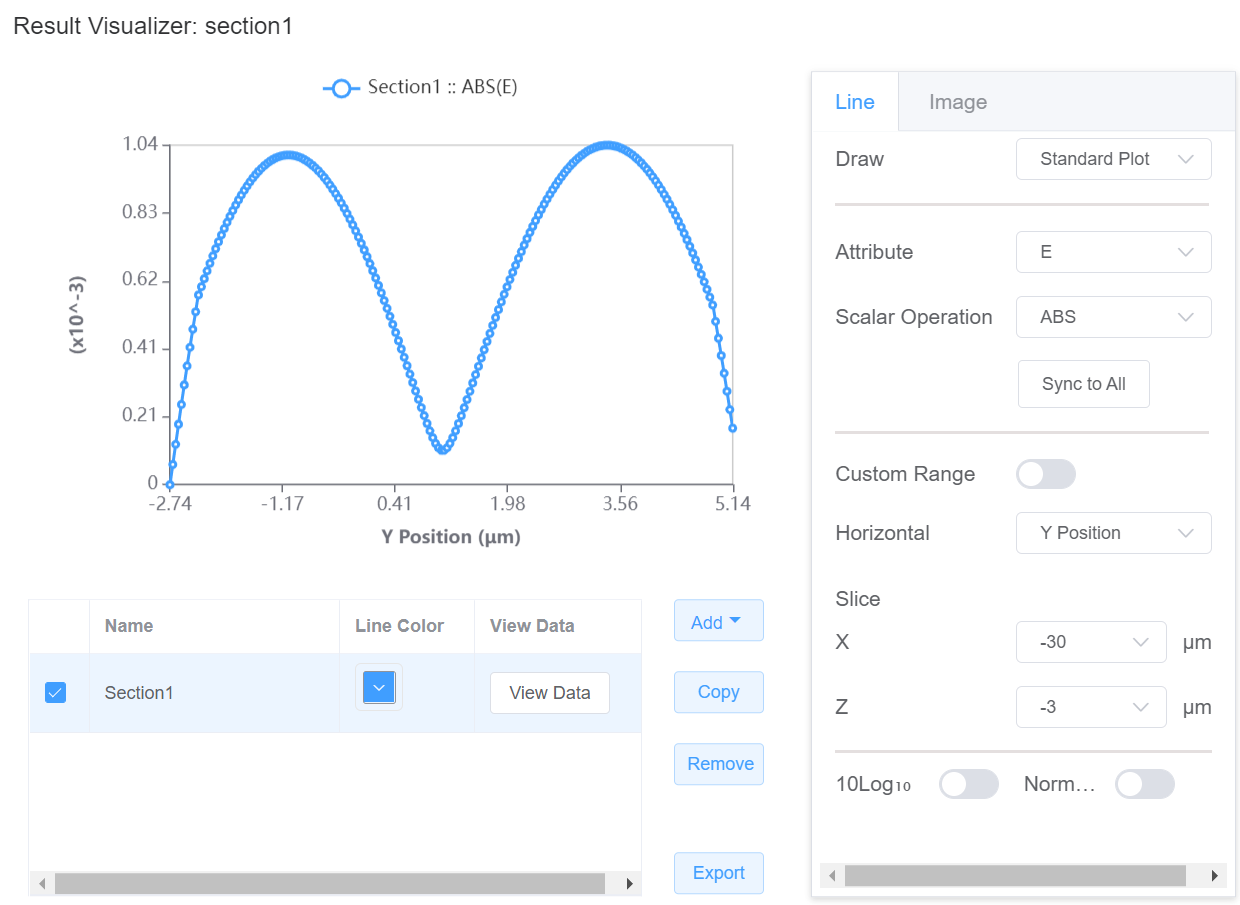 Result Visualizer: section1
Section1 :: ABS(E)
1.04
0.83
0.62
0.41
0.21
0
(x10^-3)
-2.74 -1.17 0.41 1.98 3.56 5.14
Y Position (μm)
Name Line Color View Data
Section1 View Data
Add
Copy
Remove
Export
Line Image
Draw Standard Plot
Attribute E
Scalar Operation ABS
Sync to All
Custom Range
Horizontal Y Position
Slice
X -30 μm
Z -3 μm
10Log₁₀ Norm…